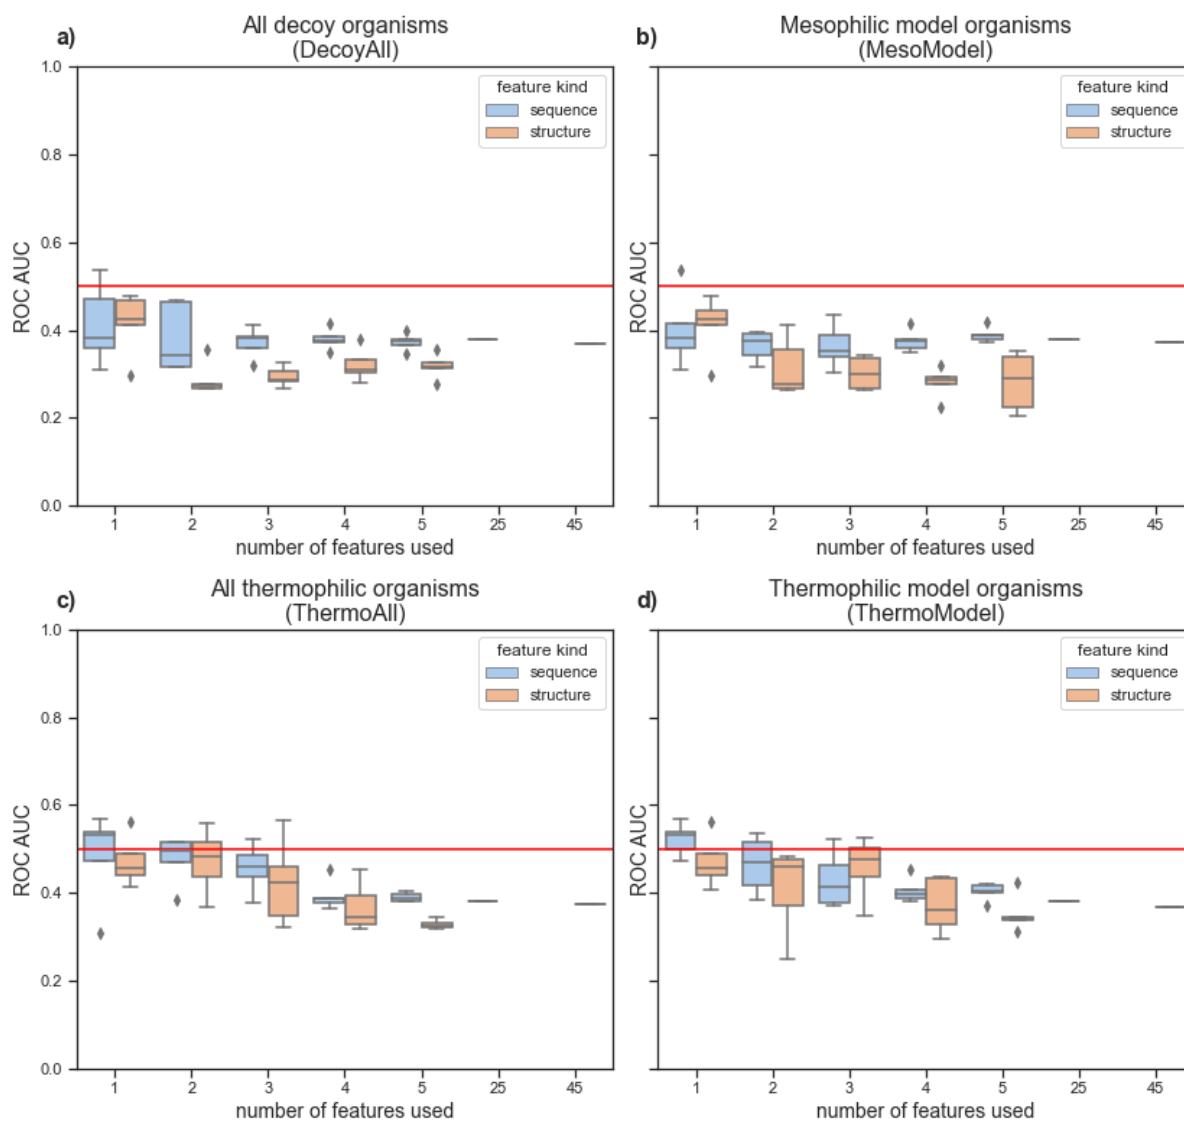 a)
All decoy organisms
(DecoyAll)
feature kind
sequence
structure
ROC AUC
1.0
0.8
0.6
0.4
0.2
0.0
1 2 3 4 5 25 45
number of features used
b)
Mesophilic model organisms
(MesoModel)
feature kind
sequence
structure
ROC AUC
1 2 3 4 5 25 45
number of features used
c)
All thermophilic organisms
(ThermoAll)
feature kind
sequence
structure
ROC AUC
1.0
0.8
0.6
0.4
0.2
0.0
1 2 3 4 5 25 45
number of features used
d)
Thermophilic model organisms
(ThermoModel)
feature kind
sequence
structure
ROC AUC
1 2 3 4 5 25 45
number of features used